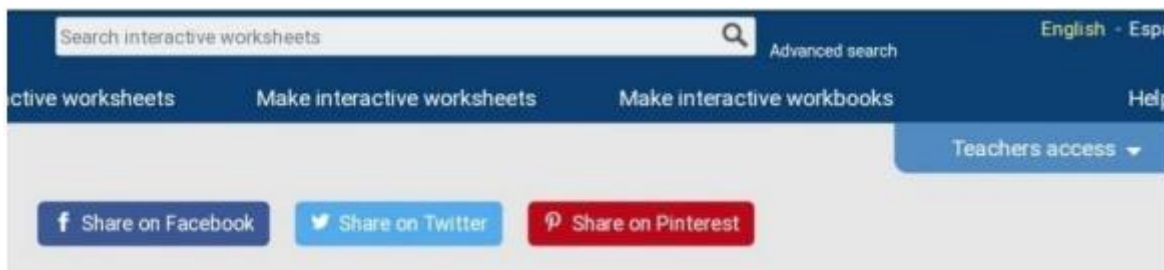 Search interactive worksheets
Advanced search
English - Espa
ctive worksheets Make interactive worksheets Make interactive workbooks Help
Teachers access
Share on Facebook Share on Twitter Share on Pinterest